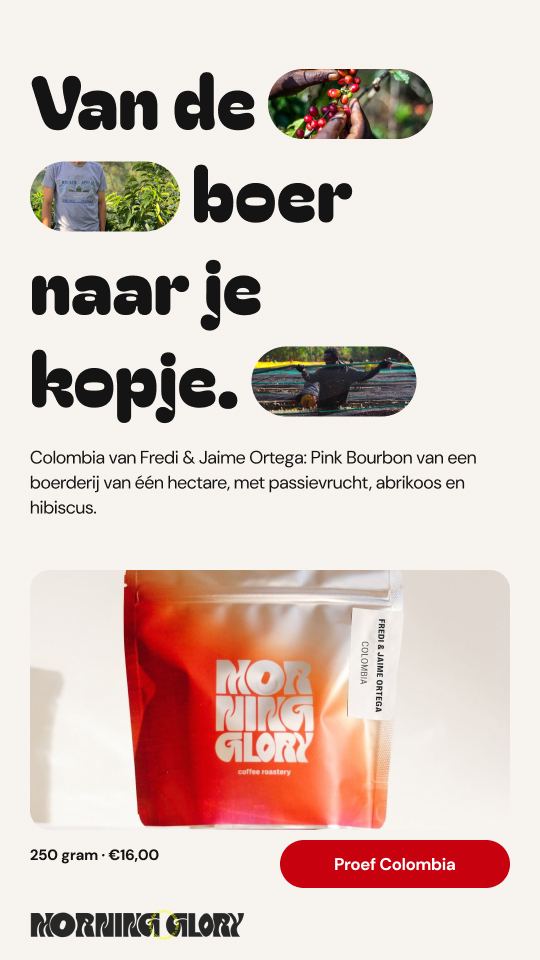 Van de
boer
naar je
kopje.
Colombia van Fredi & Jaime Ortega: Pink Bourbon van een
boerderij van één hectare, met passievrucht, abrikoos en
hibiscus.
FREDI & JAIME ORTEGA
COLOMBIA
MOR
NING
GLORY
coffee roastery
250 gram · €16,00
Proef Colombia
MORNING GLORY